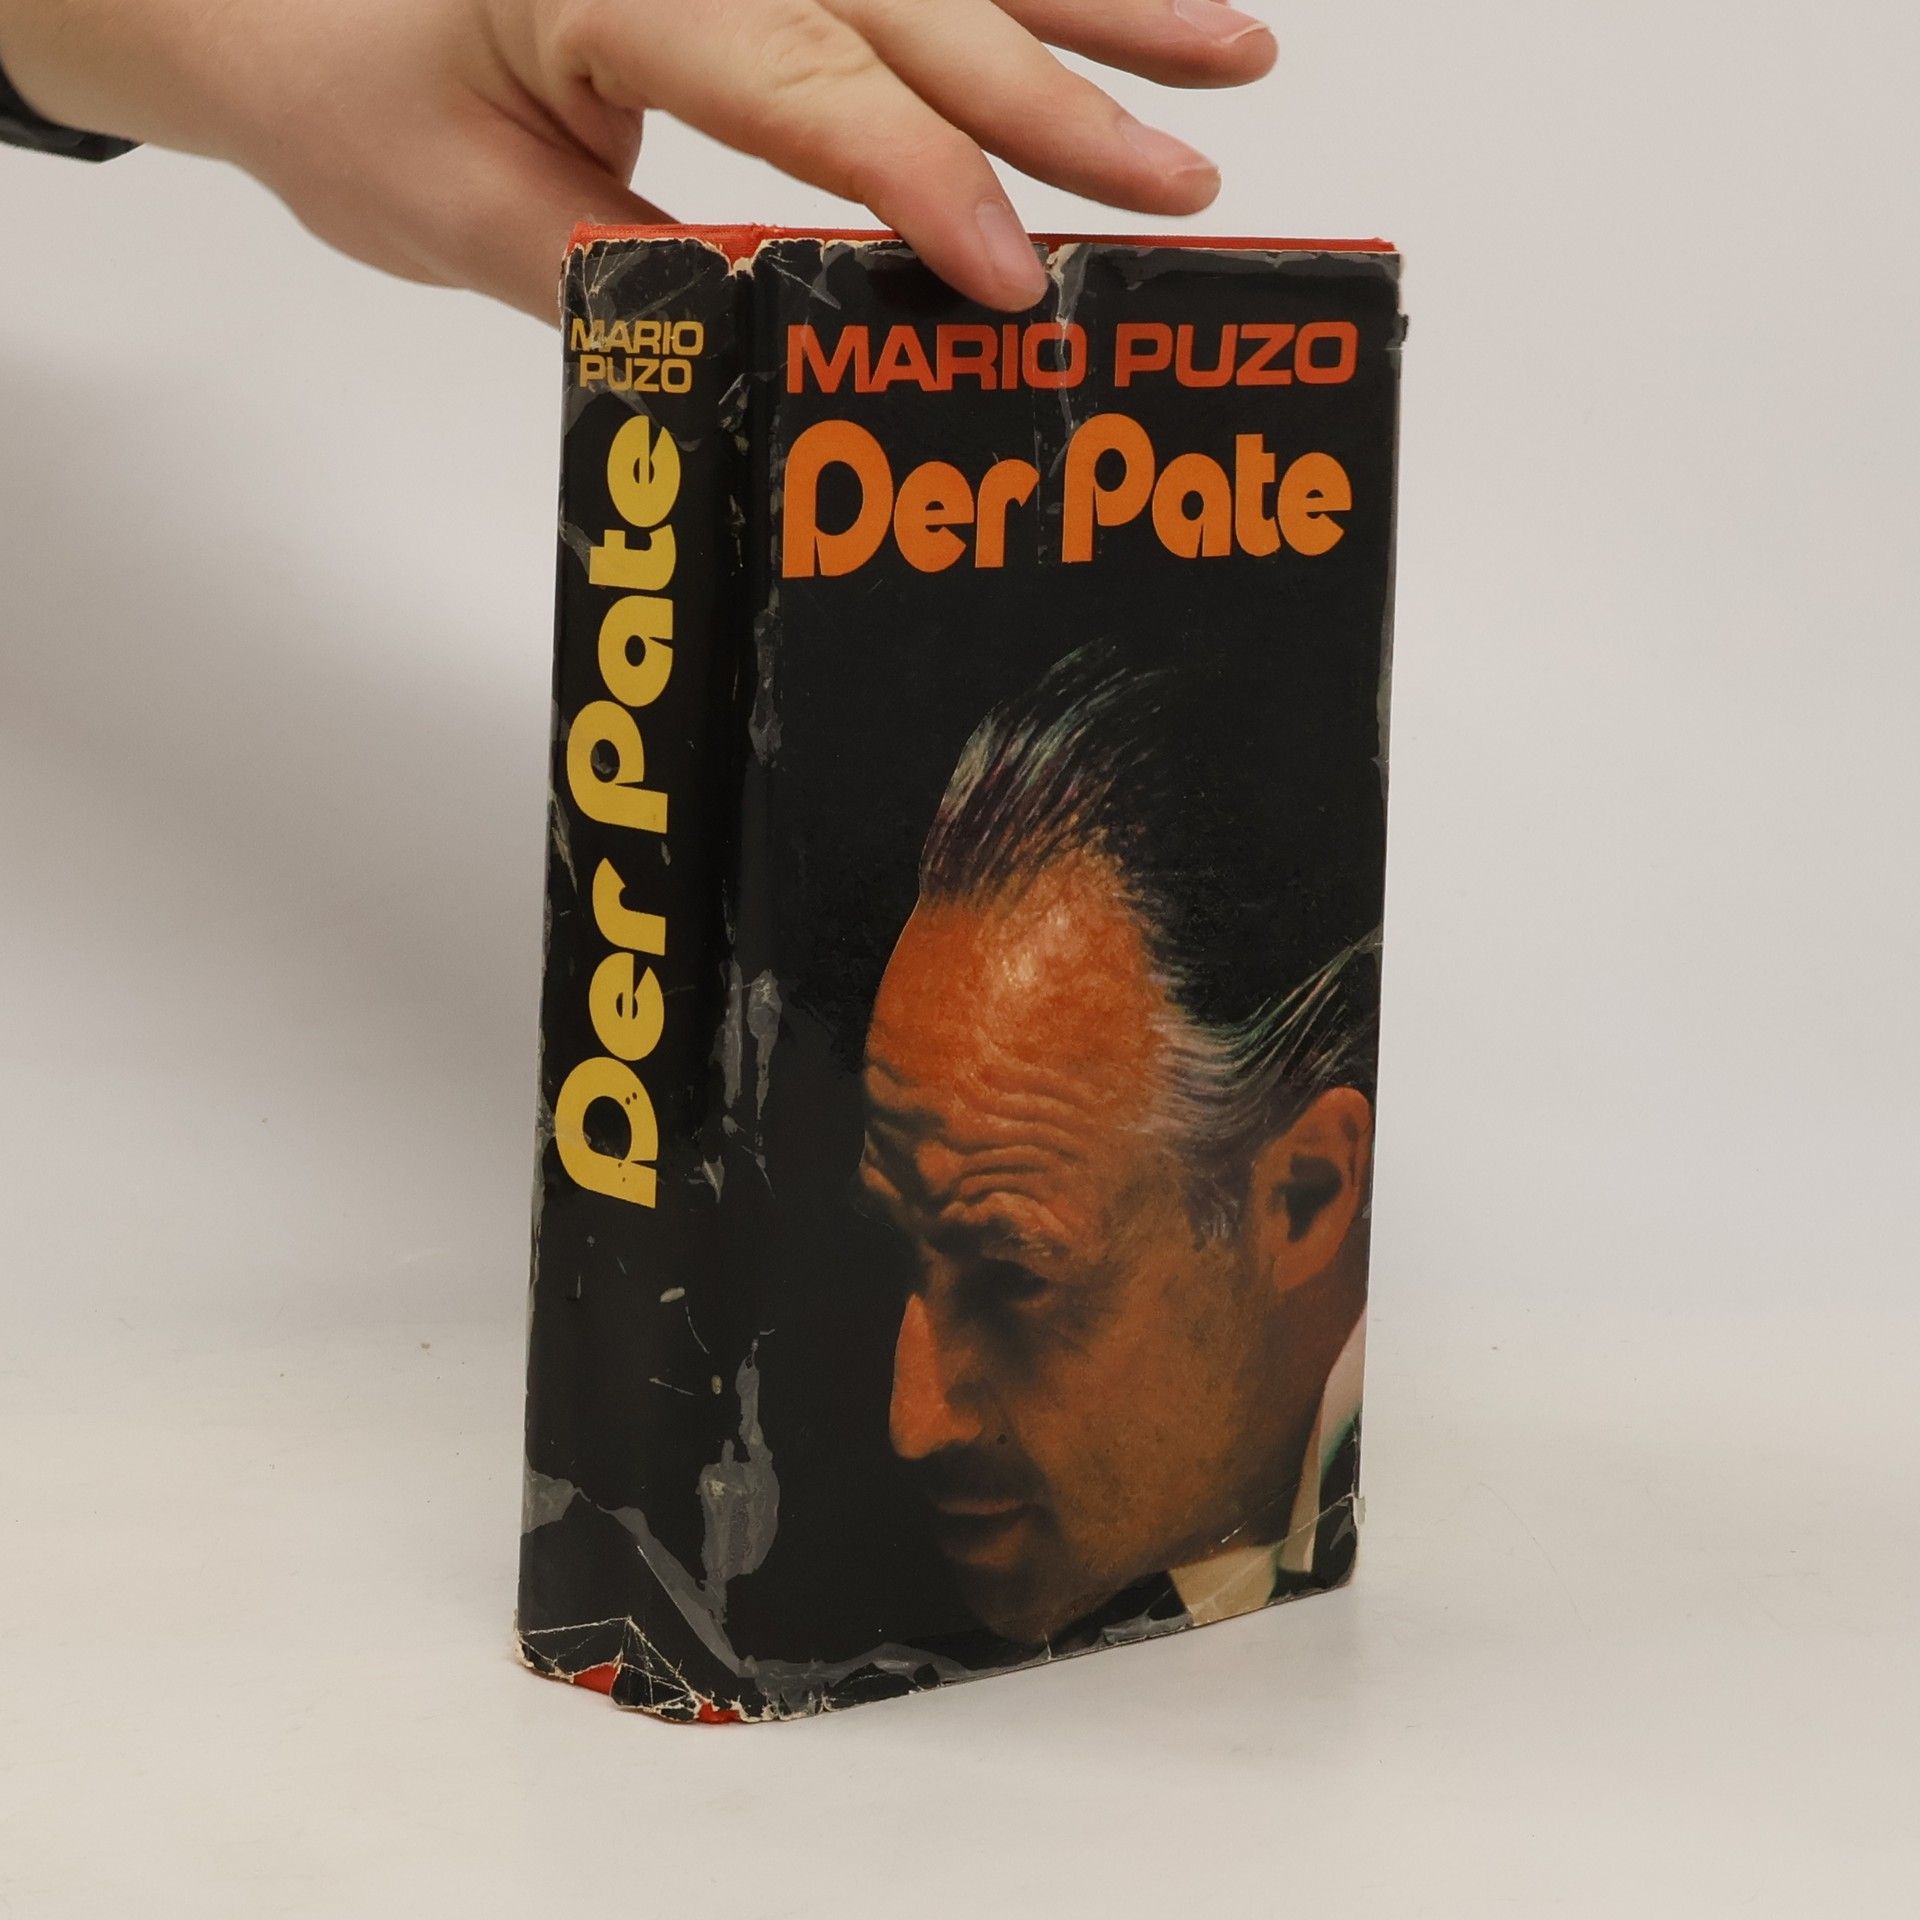 MARIO
PUZO
Der Pate
MARIO PUZO
Der Pate